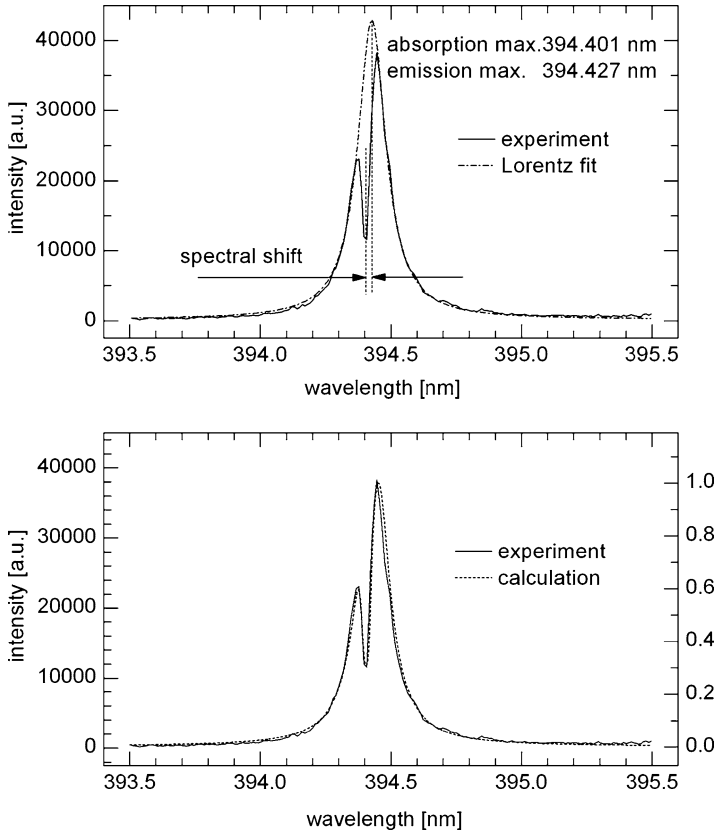 40000
30000
20000
10000
0
intensity [a.u.]
absorption max.394.401 nm
emission max. 394.427 nm
experiment
Lorentz fit
spectral shift
393.5 394.0 394.5 395.0 395.5
wavelength [nm]
40000
30000
20000
10000
0
intensity [a.u.]
experiment
calculation
1.0
0.8
0.6
0.4
0.2
0.0
393.5 394.0 394.5 395.0 395.5
wavelength [nm]